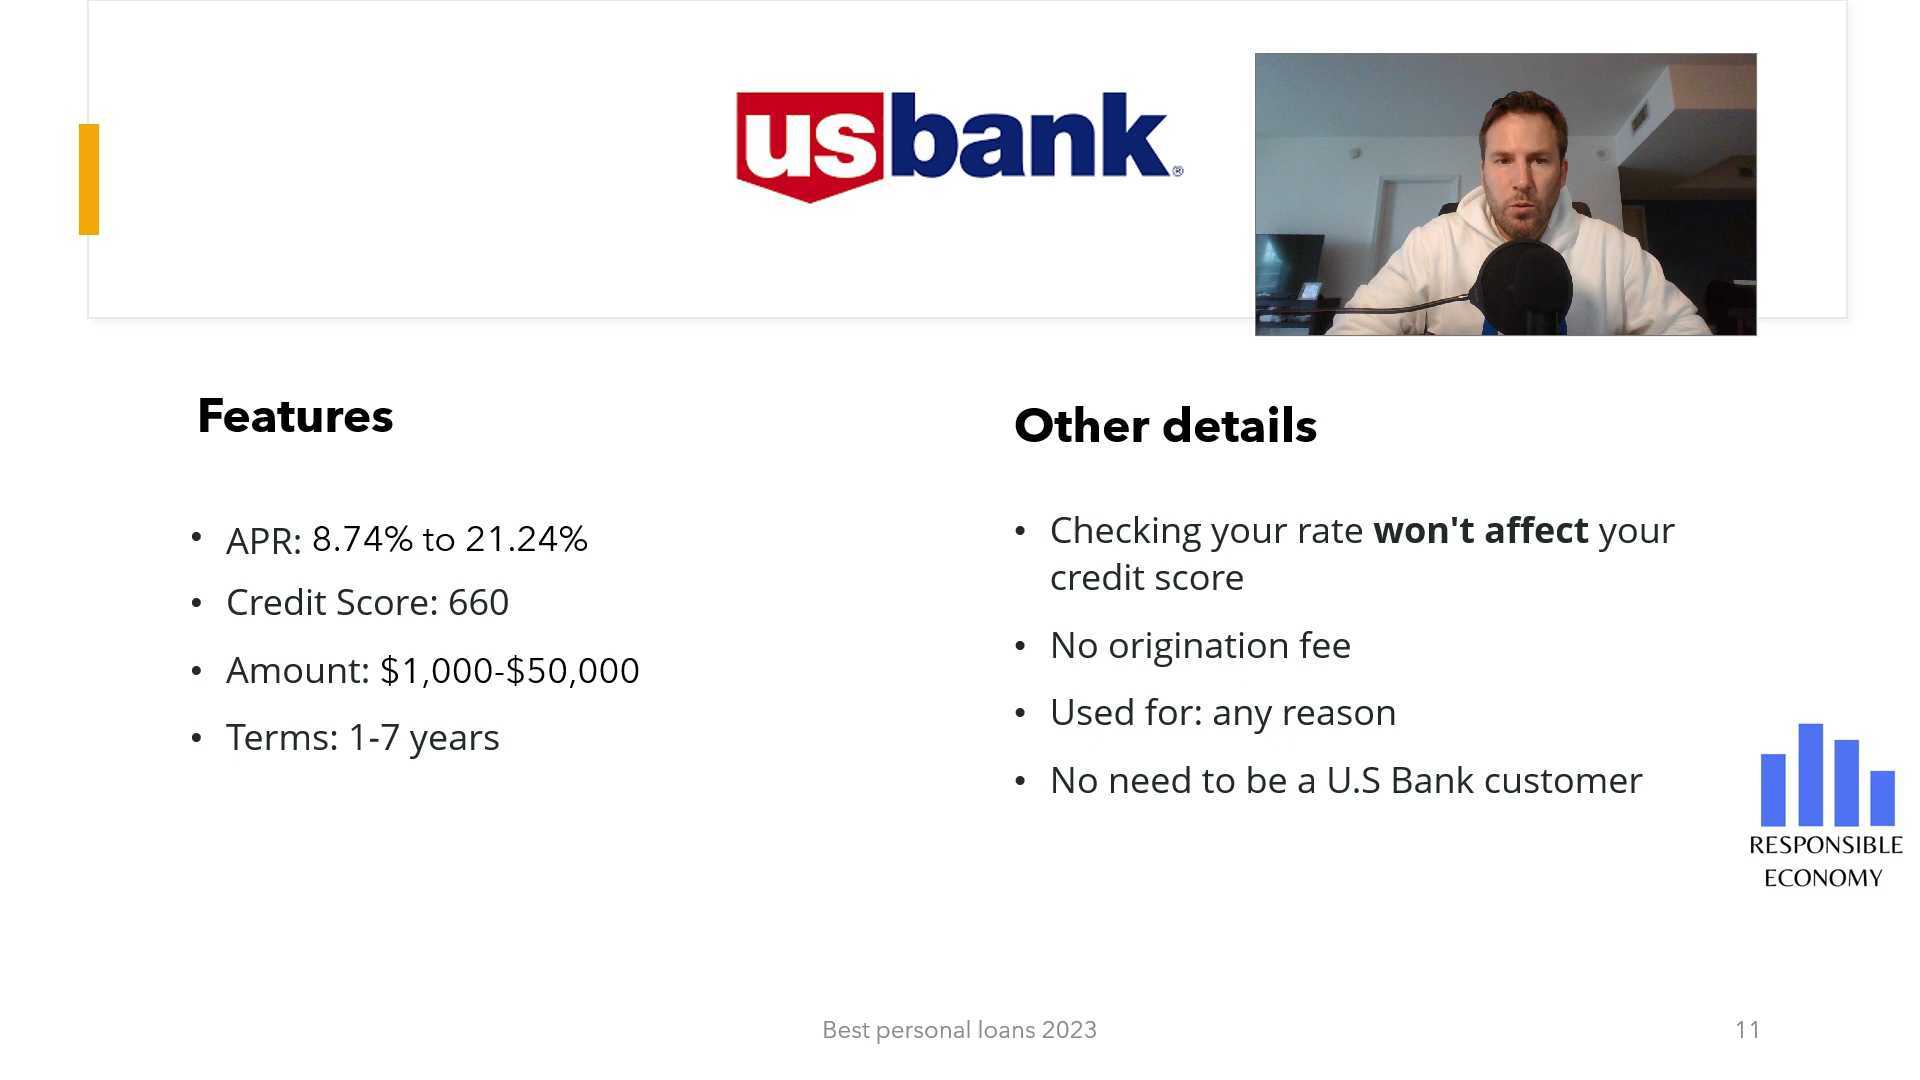 usbank®
Features
• APR: 8.74% to 21.24%
• Credit Score: 660
• Amount: $1,000-$50,000
• Terms: 1-7 years
Other details
• Checking your rate won't affect your
credit score
• No origination fee
• Used for: any reason
• No need to be a U.S Bank customer
RESPONSIBLE
ECONOMY
Best personal loans 2023
11